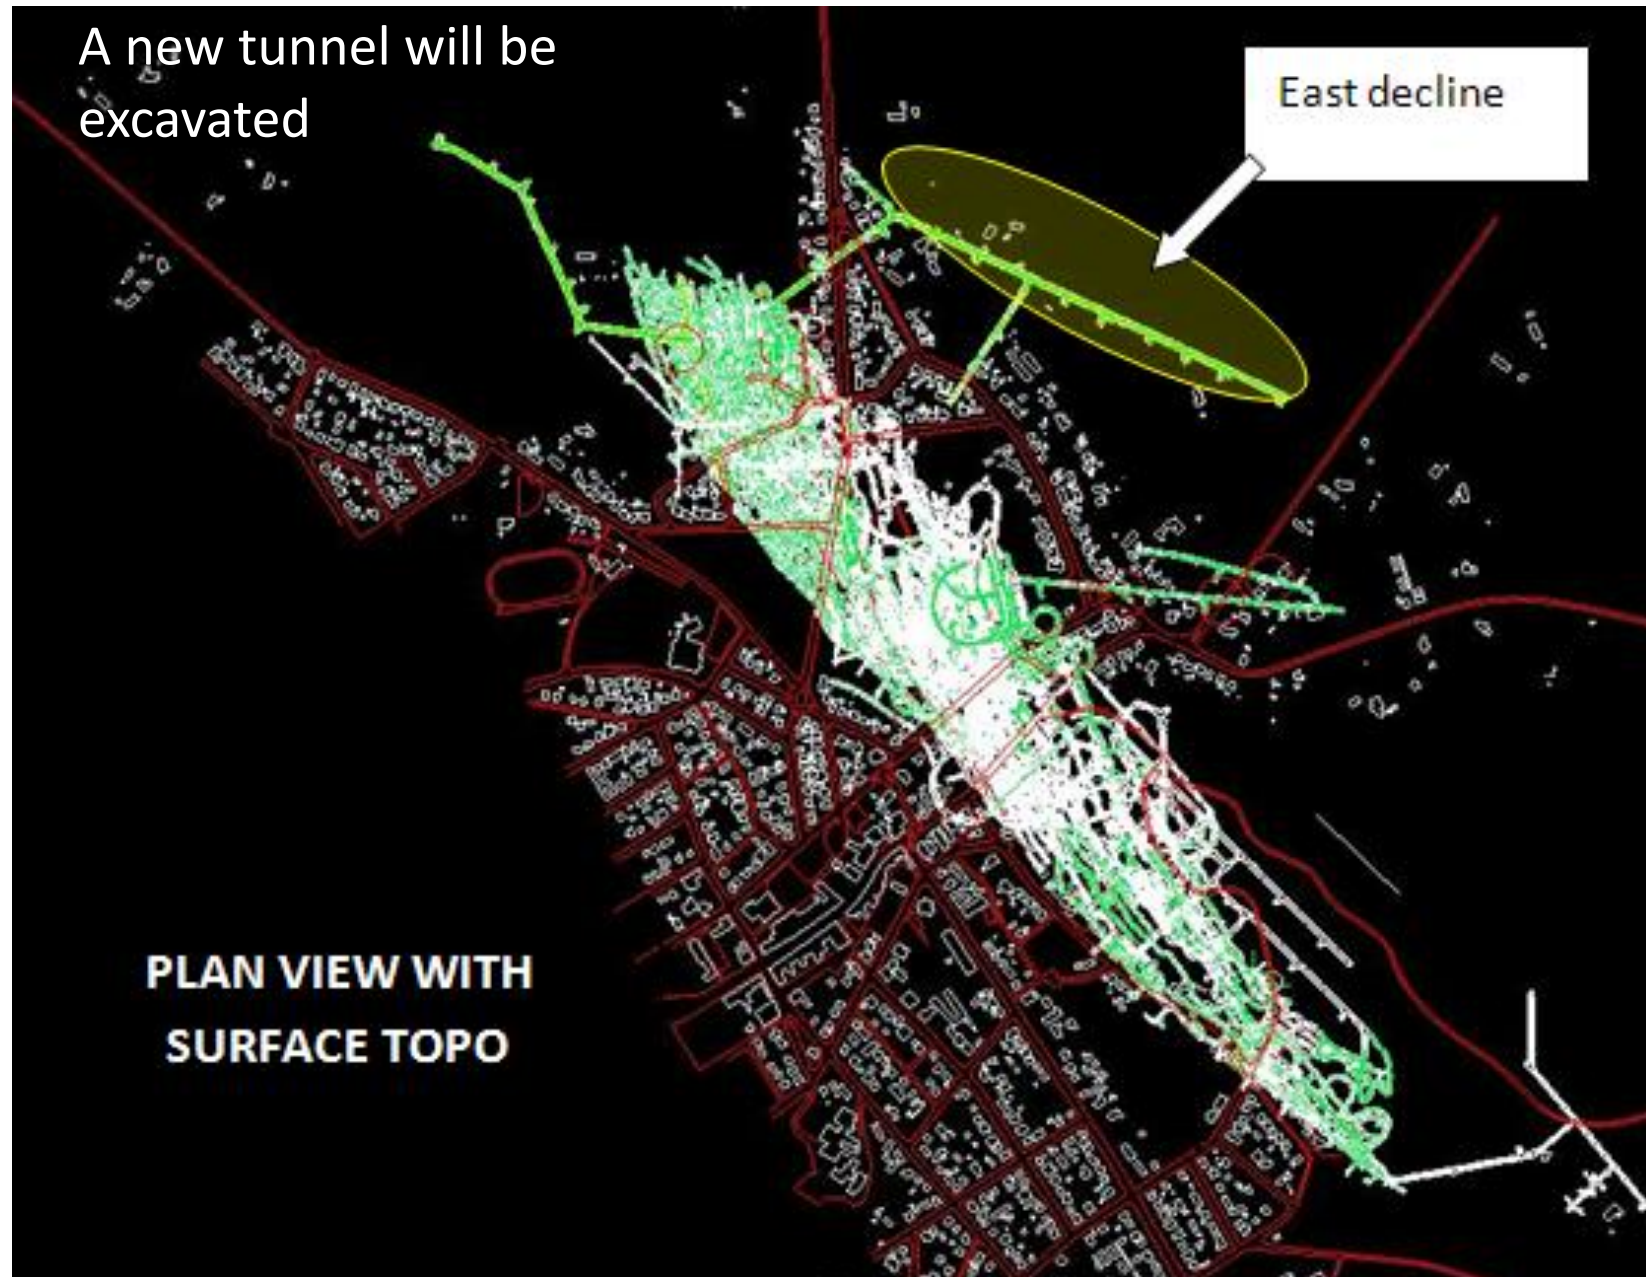 A new tunnel will be
excavated
East decline
P
PLAN VIEW WITH
SURFACE TOPO